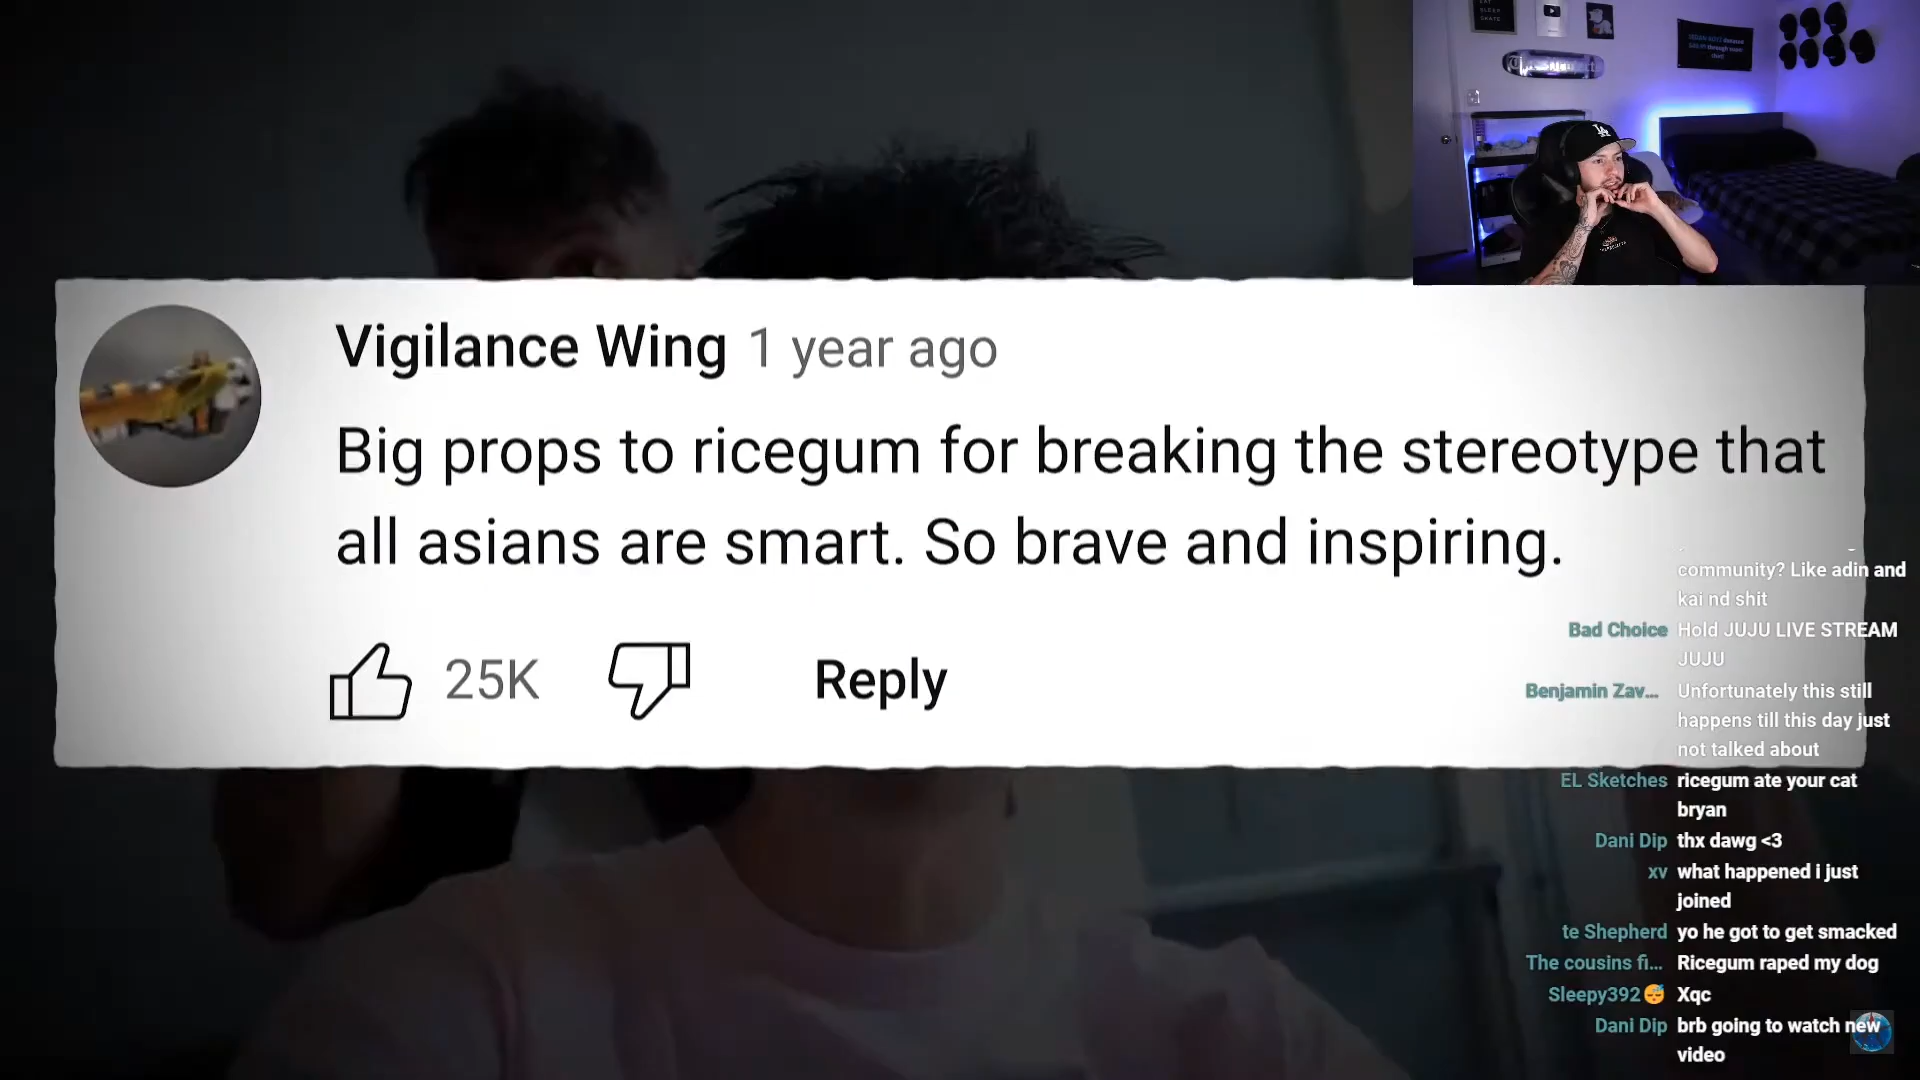 EAT
SLEEP
SKATE
LA
Vigilance Wing 1 year ago
Big props to ricegum for breaking the stereotype that
all asians are smart. So brave and inspiring.
25K
Reply
community? Like adin and
kai nd shit
Bad Choice Hold JUJU LIVE STREAM
JUJU
Benjamin Zav... Unfortunately this still
happens till this day just
not talked about
EL Sketches ricegum ate your cat
bryan
Dani Dip thx dawg <3
xv what happened i just
joined
te Shepherd yo he got to get smacked
The cousins fi... Ricegum raped my dog
Sleepy392😴 Xqc
Dani Dip brb going to watch new
video